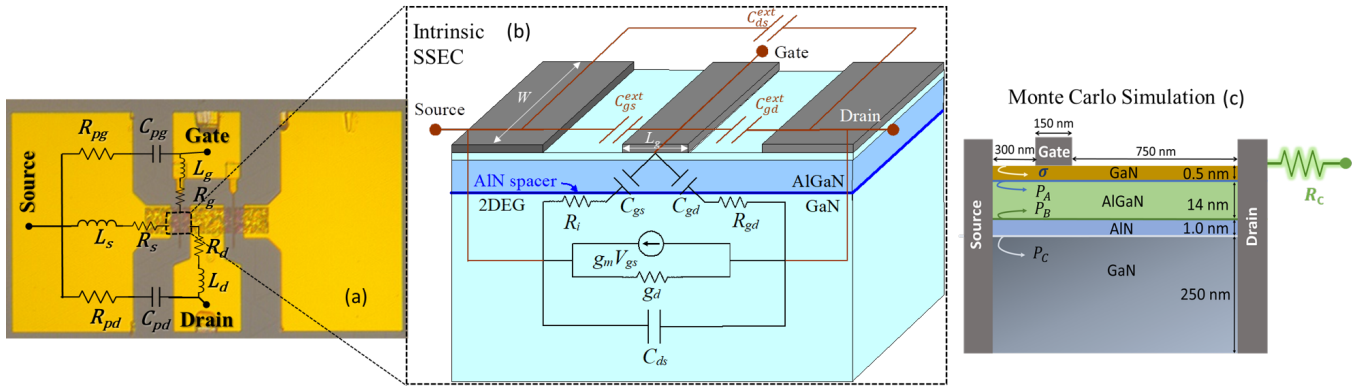 Source
R_pg
C_pg
Gate
L_g
R_g
L_s
R_s
R_d
L_d
R_pd
C_pd
Drain
(a)
Intrinsic
SSEC
(b)
C_ds^ext
Gate
W
Source
C_gs^ext
C_gd^ext
Drain
L_g
AlN spacer
AlGaN
2DEG
GaN
R_i
C_gs
C_gd
R_gd
g_m V_gs
g_d
C_ds
Monte Carlo Simulation (c)
150 nm
300 nm
Gate
750 nm
R_C
σ
GaN
0.5 nm
P_A
P_B
AlGaN
14 nm
AlN
1.0 nm
P_C
GaN
250 nm
Source
Drain